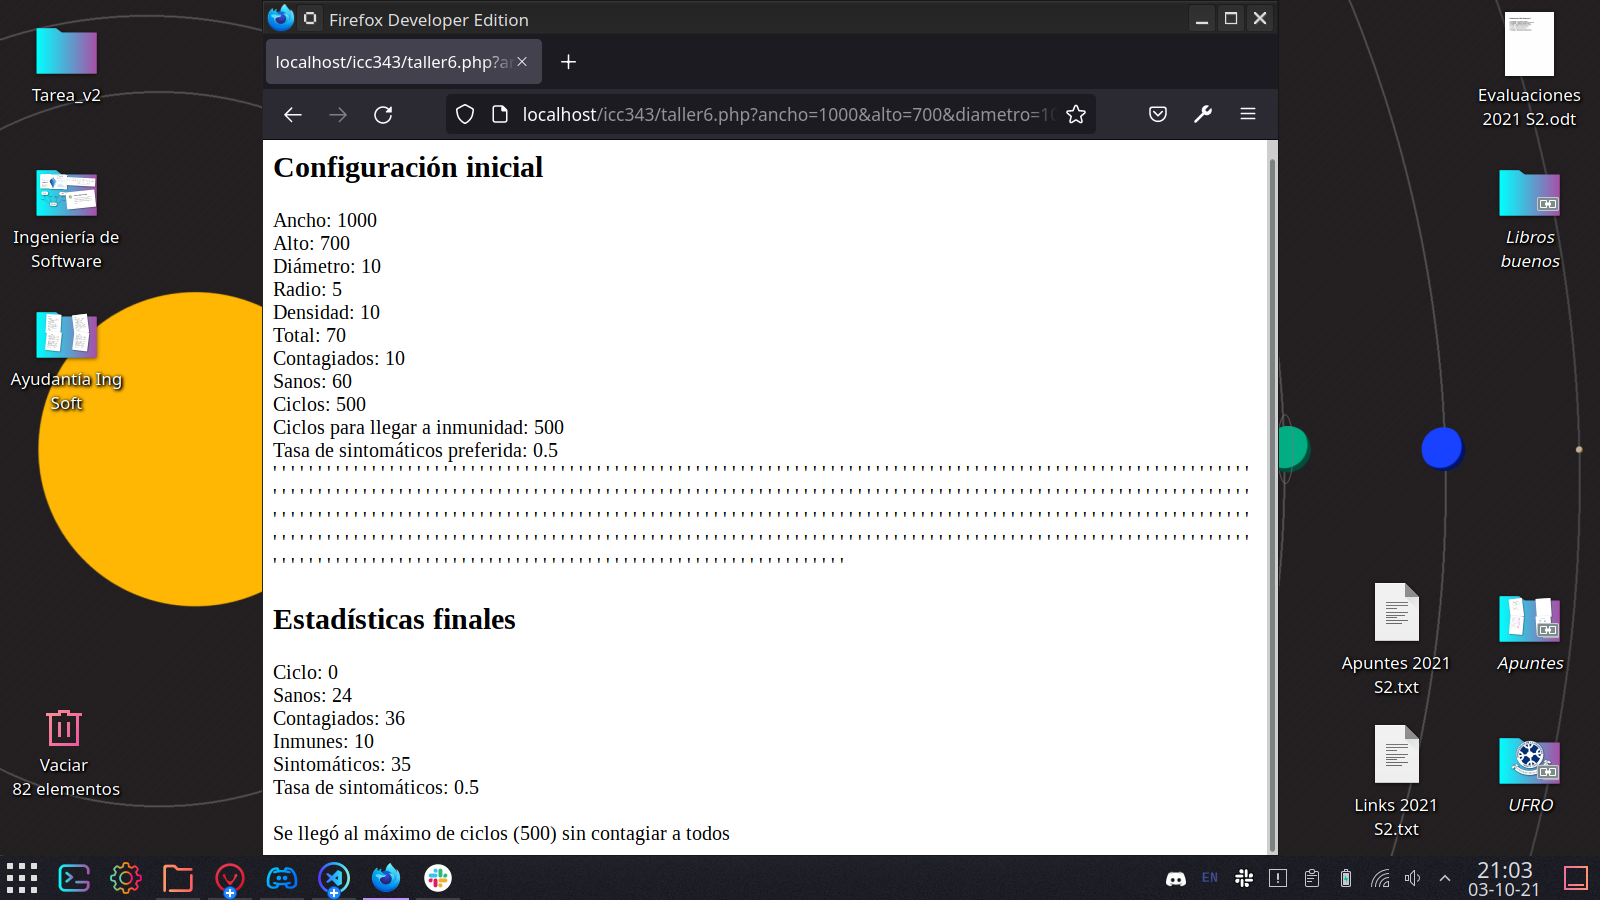 Firefox Developer Edition
localhost/icc343/taller6.php?an
localhost/icc343/taller6.php?ancho=1000&alto=700&diametro=10
Tarea_v2
Ingeniería de
Software
Ayudantía Ing
Soft
Vaciar
82 elementos
Configuración inicial
Ancho: 1000
Alto: 700
Diámetro: 10
Radio: 5
Densidad: 10
Total: 70
Contagiados: 10
Sanos: 60
Ciclos: 500
Ciclos para llegar a inmunidad: 500
Tasa de sintomáticos preferida: 0.5
Estadísticas finales
Ciclo: 0
Sanos: 24
Contagiados: 36
Inmunes: 10
Sintomáticos: 35
Tasa de sintomáticos: 0.5
Se llegó al máximo de ciclos (500) sin contagiar a todos
Evaluaciones
2021 S2.odt
Libros
buenos
Apuntes 2021
S2.txt
Apuntes
Links 2021
S2.txt
UFRO
EN
21:03
03-10-21